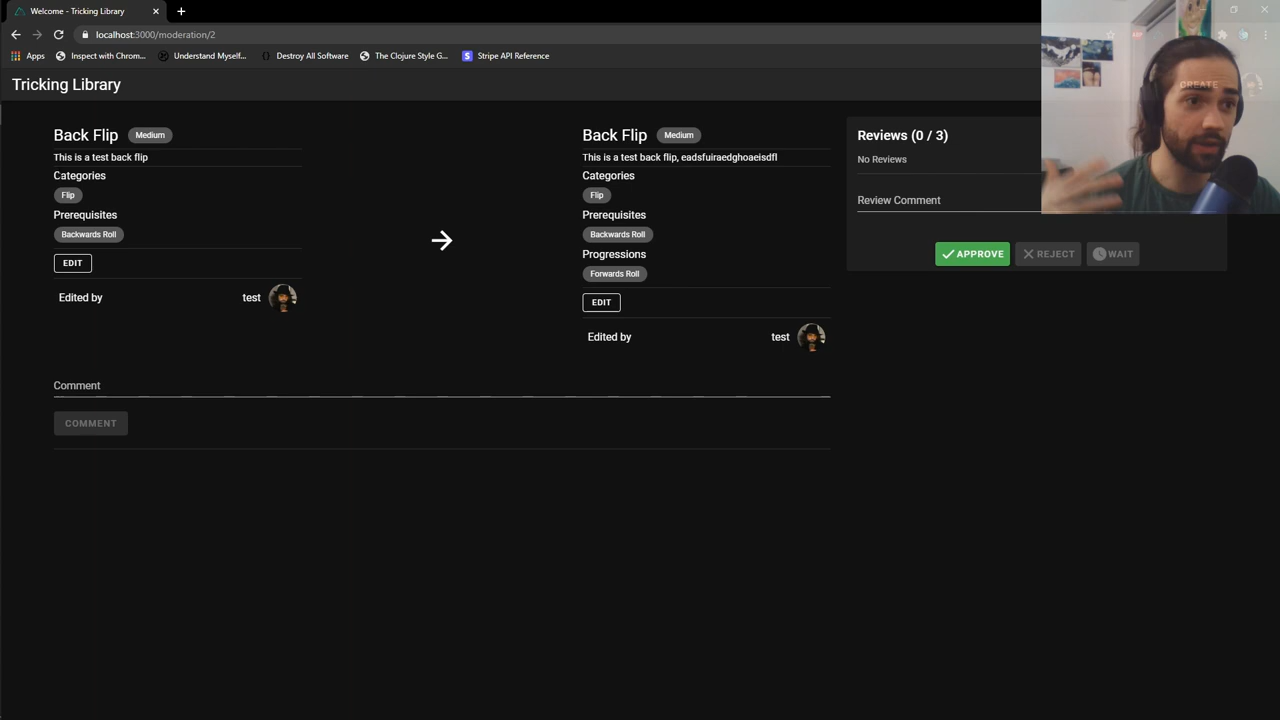 Welcome - Tricking Library
localhost:3000/moderation/2
Apps Inspect with Chrom... Understand Myself... Destroy All Software The Clojure Style G... Stripe API Reference
Tricking Library
CREATE
Back Flip Medium
This is a test back flip
Categories
Flip
Prerequisites
Backwards Roll
EDIT
Edited by test
Back Flip Medium
This is a test back flip, eadsfuiraedghoaeisdfl
Categories
Flip
Prerequisites
Backwards Roll
Progressions
Forwards Roll
EDIT
Edited by test
Comment
COMMENT
Reviews (0 / 3)
No Reviews
Review Comment
APPROVE REJECT WAIT